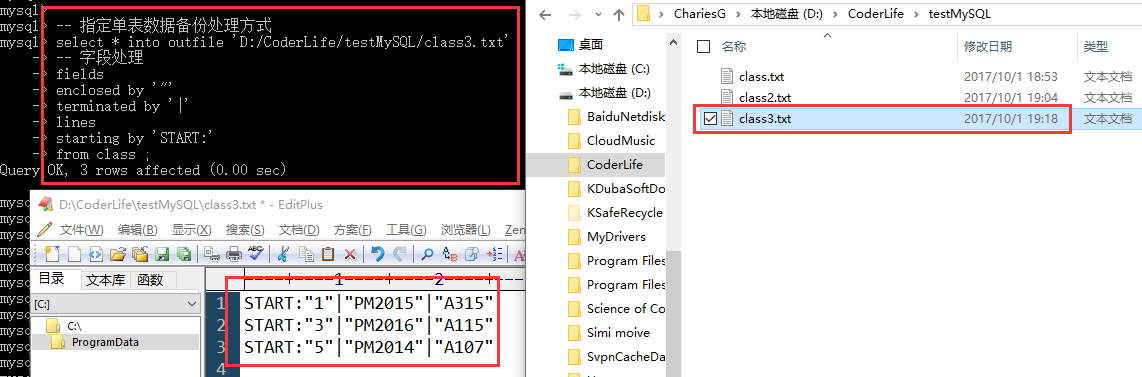 mysql>
mysql> -- 指定单表数据备份处理方式
mysql> select * into outfile 'D:/CoderLife/testMySQL/class3.txt'
-> -- 字段处理
-> fields
-> enclosed by '"'
-> terminated by '|'
-> lines
-> starting by 'START:'
-> from class ;
Query OK, 3 rows affected (0.00 sec)
D:\CoderLife\testMySQL\class3.txt * - EditPlus
文件(W) 编辑(B) 显示(X) 搜索(S) 文档(D) 方案(F) 工具(G) 浏览器(L) Zen
目录 文本库 函数
[C:]
C:\
ProgramData
----+----1----+----2----+--
1 START:"1"|"PM2015"|"A315"
2 START:"3"|"PM2016"|"A115"
3 START:"5"|"PM2014"|"A107"
4
ChariesG > 本地磁盘 (D:) > CoderLife > testMySQL
桌面
本地磁盘 (C:)
本地磁盘 (D:)
BaiduNetdisk
CloudMusic
CoderLife
KDubaSoftDo
KSafeRecycle
MyDrivers
Program Files
Program Files
Science of Co
Simi moive
SvpnCacheDa
名称 修改日期 类型
class.txt 2017/10/1 18:53 文本文档
class2.txt 2017/10/1 19:04 文本文档
class3.txt 2017/10/1 19:18 文本文档